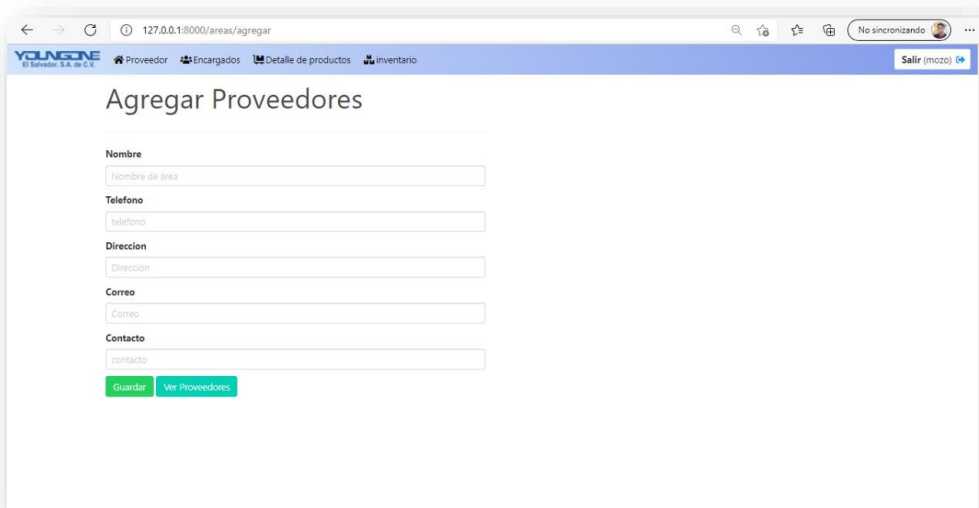 127.0.0.1:8000/areas/agregar
No sincronizando
YOUNGONE
El Salvador, S.A. de C.V.
Proveedor Encargados Detalle de productos inventario
Salir (mozo)
Agregar Proveedores
Nombre
Nombre de área
Telefono
telefono
Direccion
Direccion
Correo
Correo
Contacto
contacto
Guardar Ver Proveedores